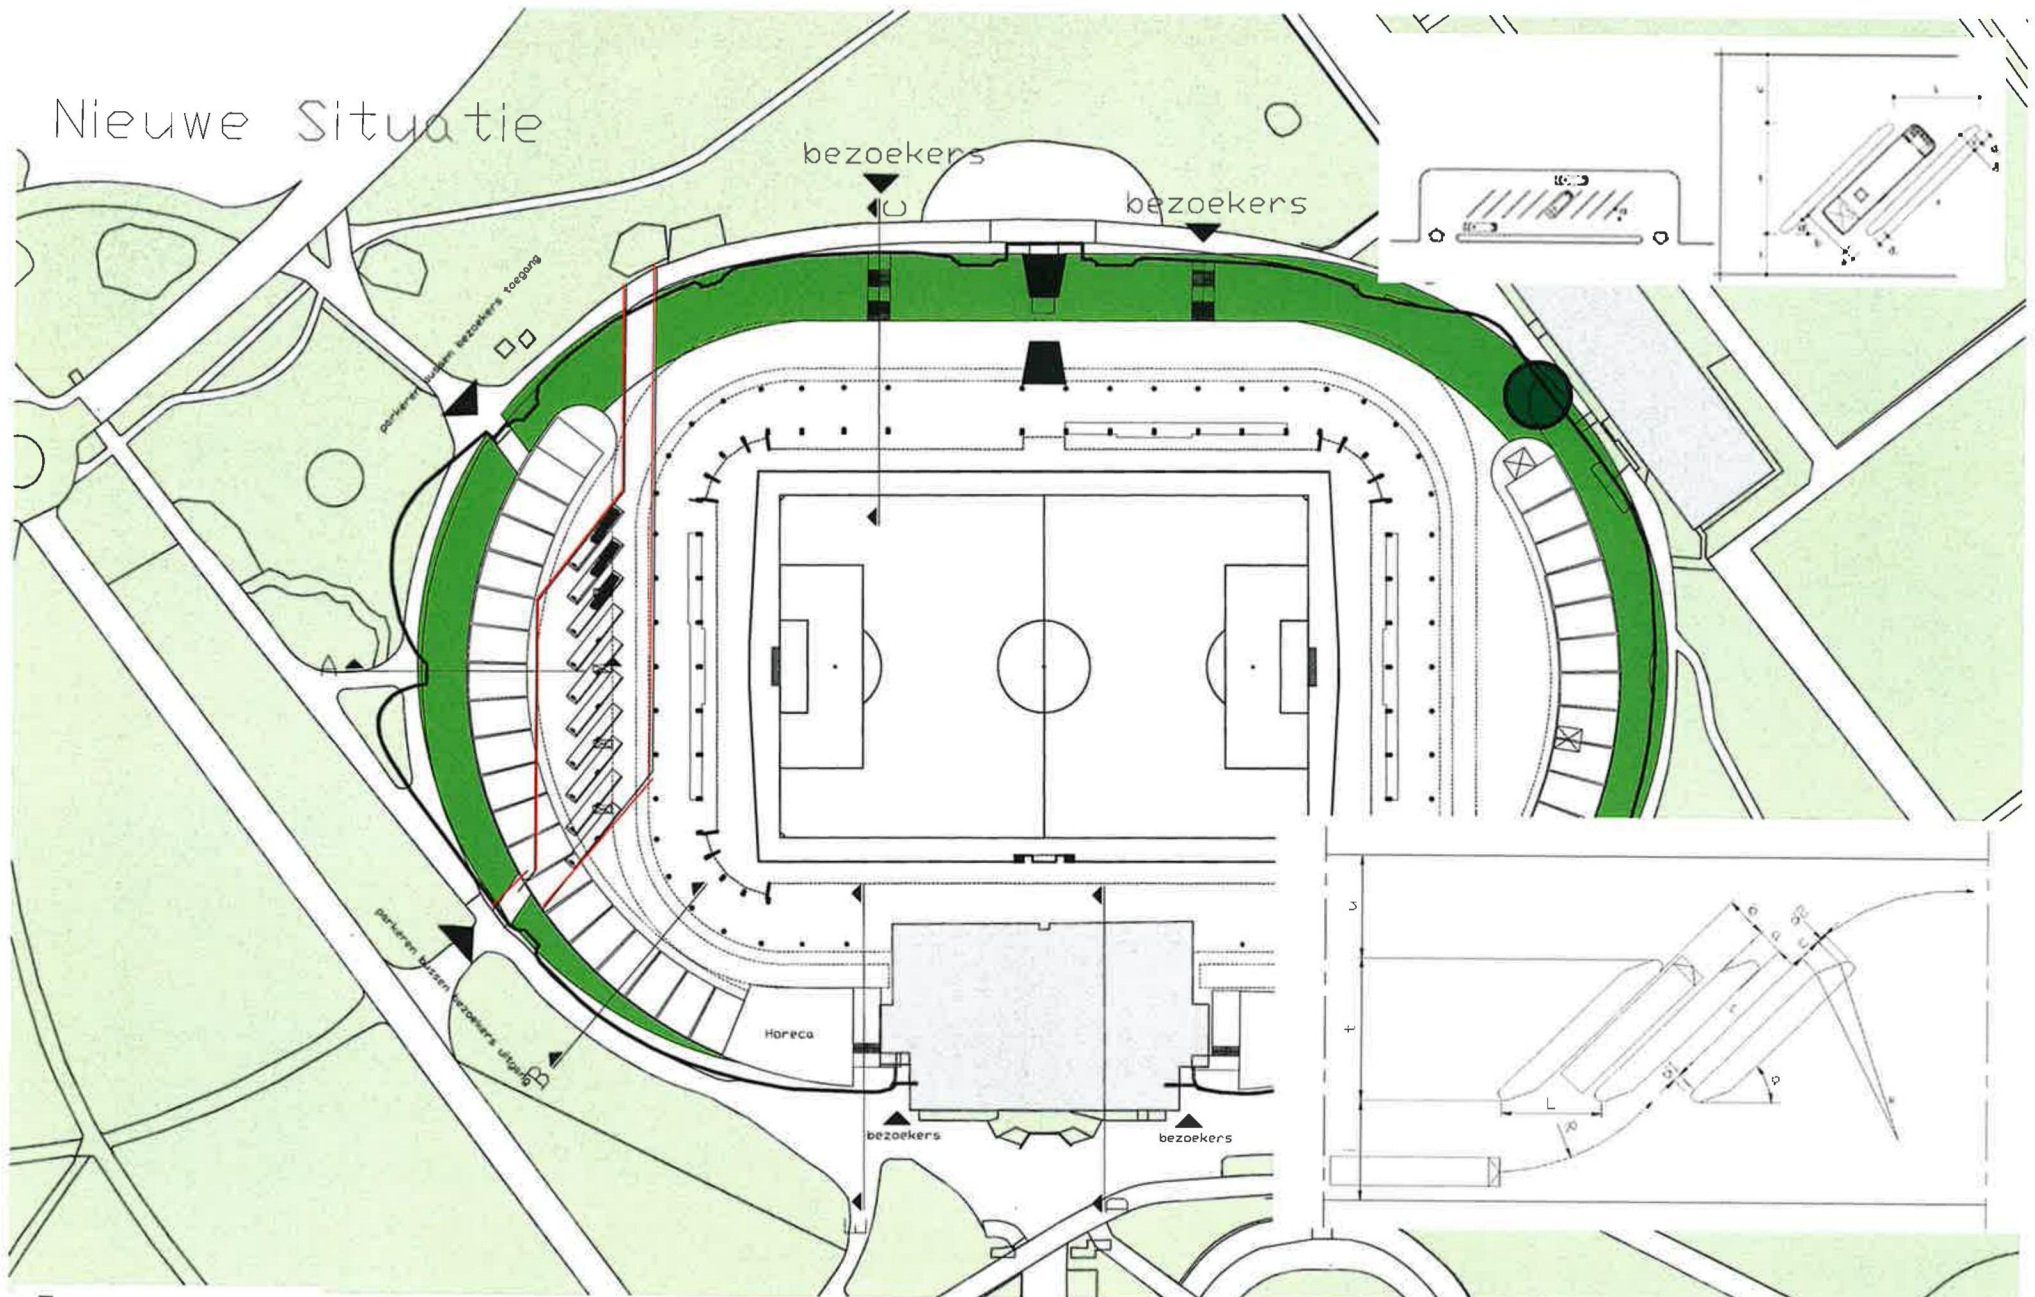 Nieuwe Situatie
bezoekers
C
bezoekers
parkeren bussen bezoekers toegang
A
parkeren bussen bezoekers uitgang
B
Horeca
bezoekers
bezoekers
E
D
L
t
R